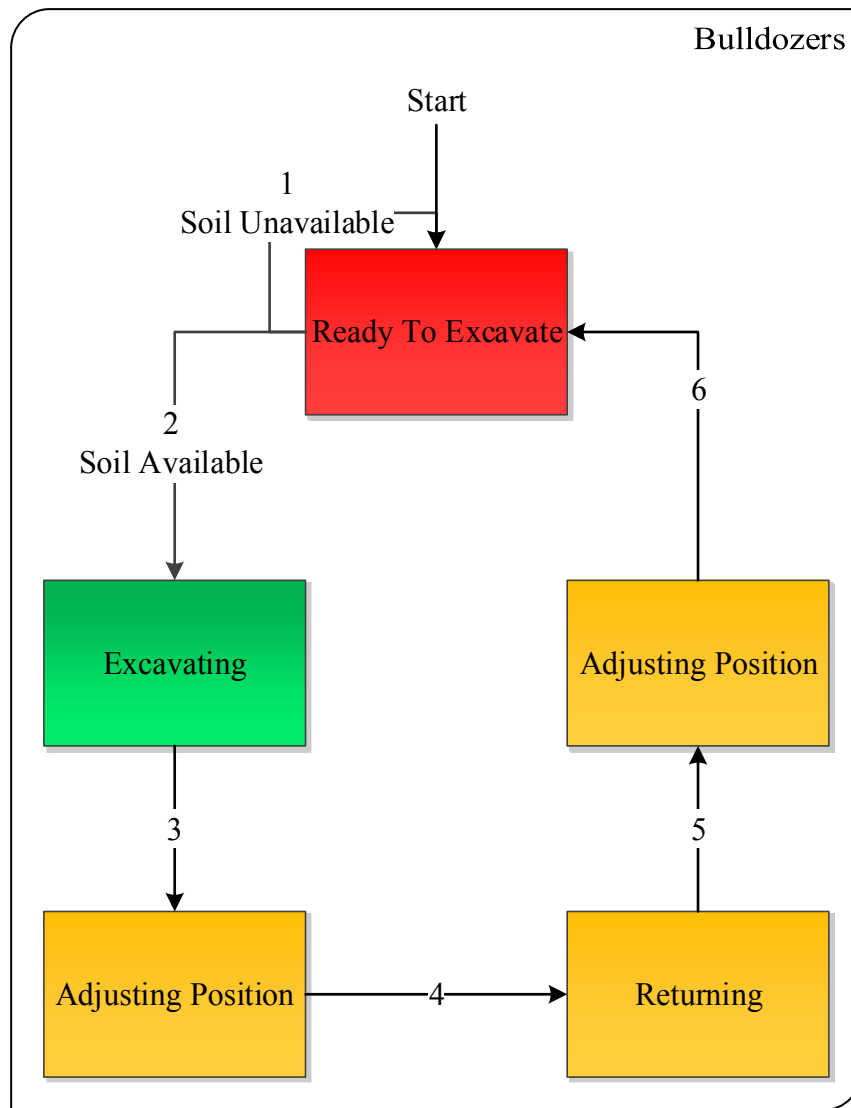 Bulldozers
Start
1
Soil Unavailable
Ready To Excavate
6
2
Soil Available
Excavating
Adjusting Position
3
5
Adjusting Position
4
Returning